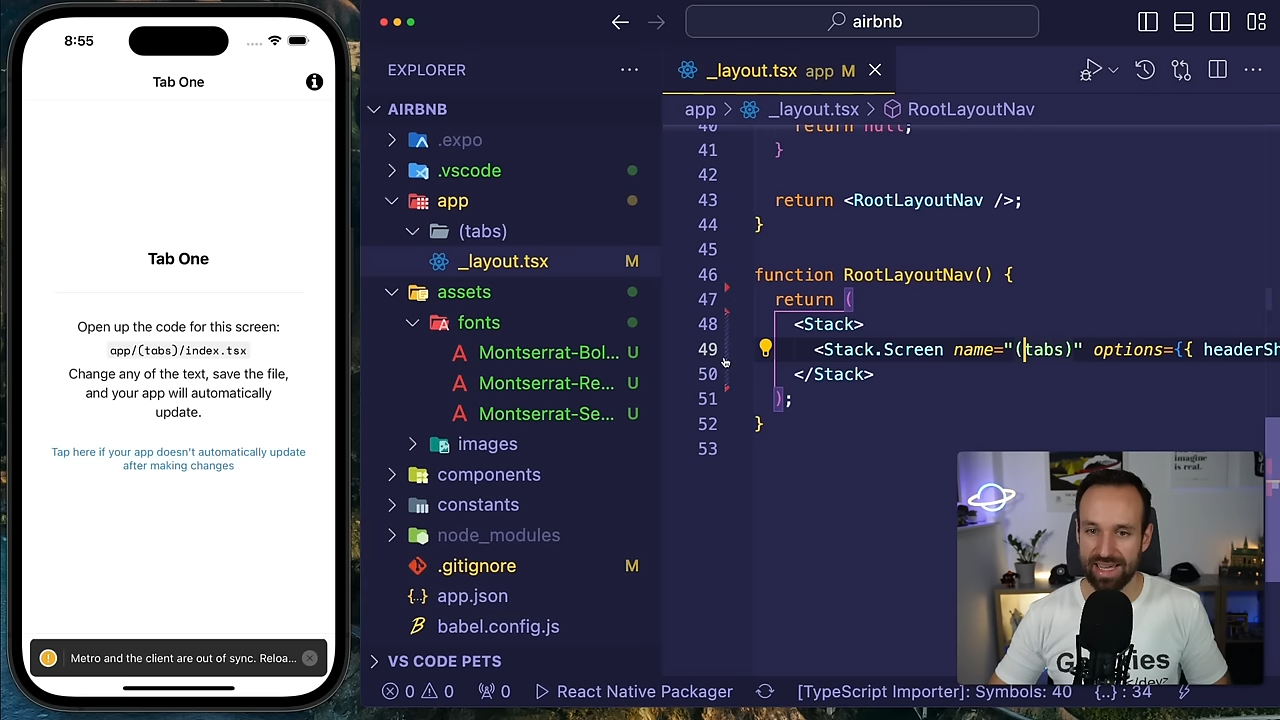 8:55
Tab One
Tab One
Open up the code for this screen:
app/(tabs)/index.tsx
Change any of the text, save the file,
and your app will automatically
update.
Tap here if your app doesn't automatically update
after making changes
Metro and the client are out of sync. Reloa...
airbnb
EXPLORER
AIRBNB
.expo
.vscode
app
(tabs)
_layout.tsx M
assets
fonts
Montserrat-Bol... U
Montserrat-Re... U
Montserrat-Se... U
images
components
constants
node_modules
.gitignore M
app.json
babel.config.js
VS CODE PETS
_layout.tsx app M
app > _layout.tsx > RootLayoutNav
40 return null;
41 }
42
43 return <RootLayoutNav />;
44 }
45
46 function RootLayoutNav() {
47 return (
48 <Stack>
49 <Stack.Screen name="(tabs)" options={{ headerSh
50 </Stack>
51 );
52 }
53
imagine
is real.
0 0 0 React Native Packager [TypeScript Importer]: Symbols: 40 {..} : 34